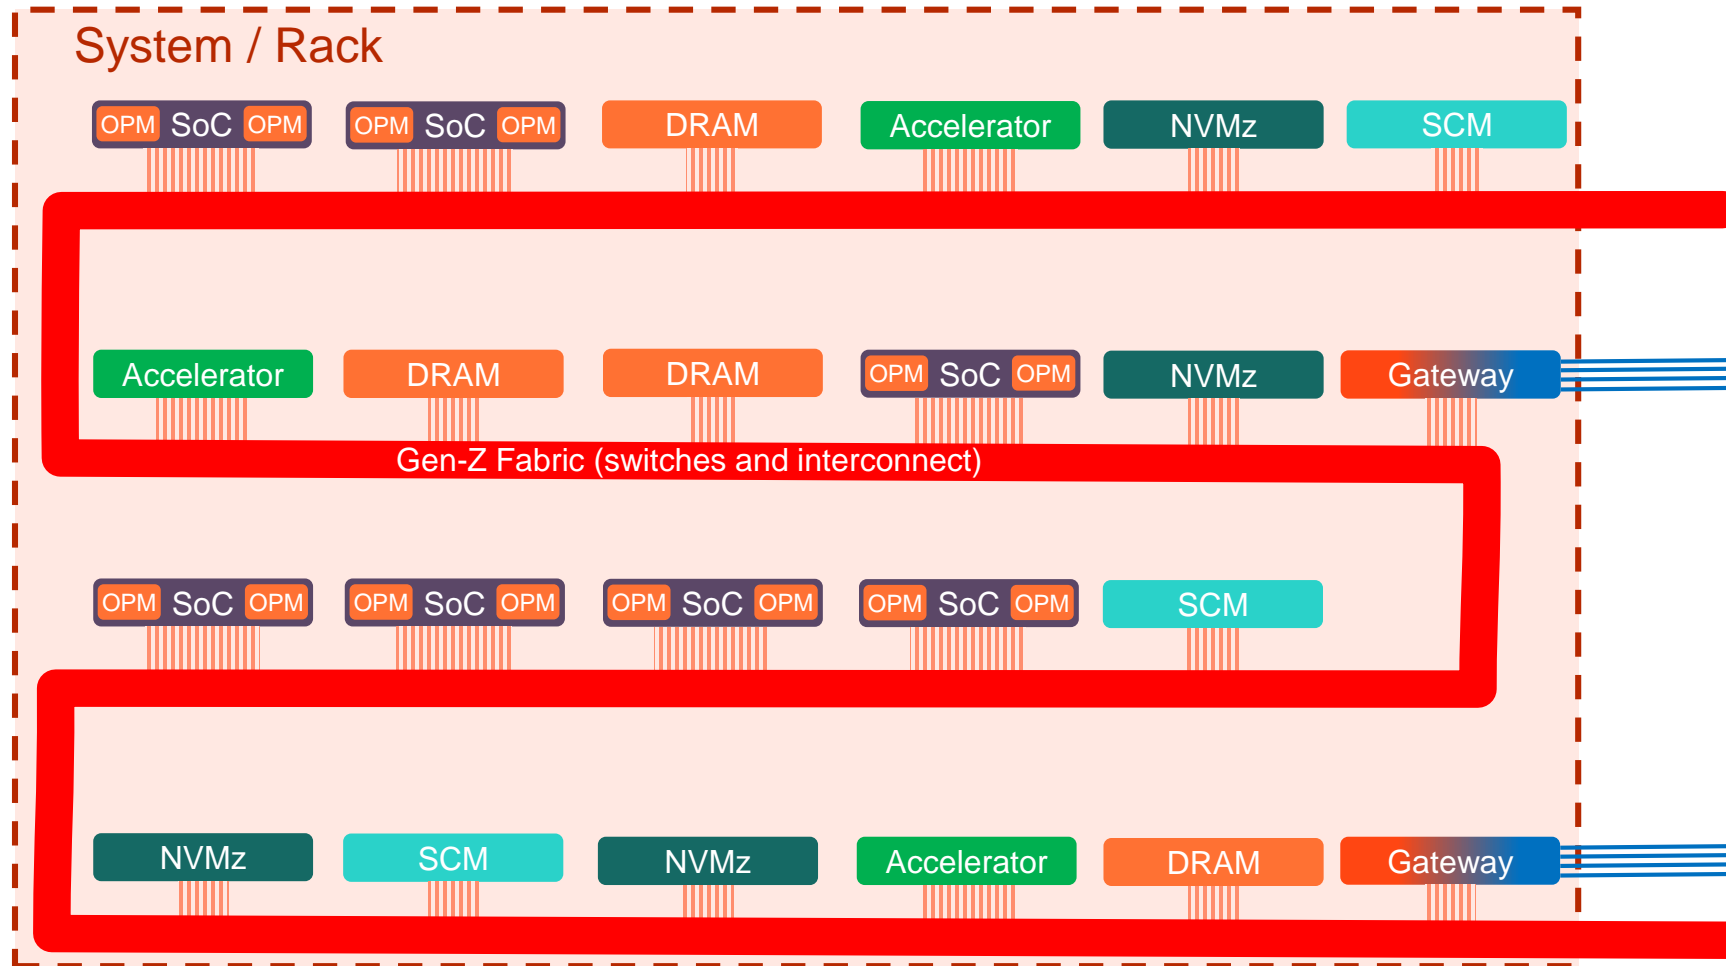 System / Rack
OPM SoC OPM
OPM SoC OPM
DRAM
Accelerator
NVMz
SCM
Accelerator
DRAM
DRAM
OPM SoC OPM
NVMz
Gateway
Gen-Z Fabric (switches and interconnect)
OPM SoC OPM
OPM SoC OPM
OPM SoC OPM
OPM SoC OPM
SCM
NVMz
SCM
NVMz
Accelerator
DRAM
Gateway